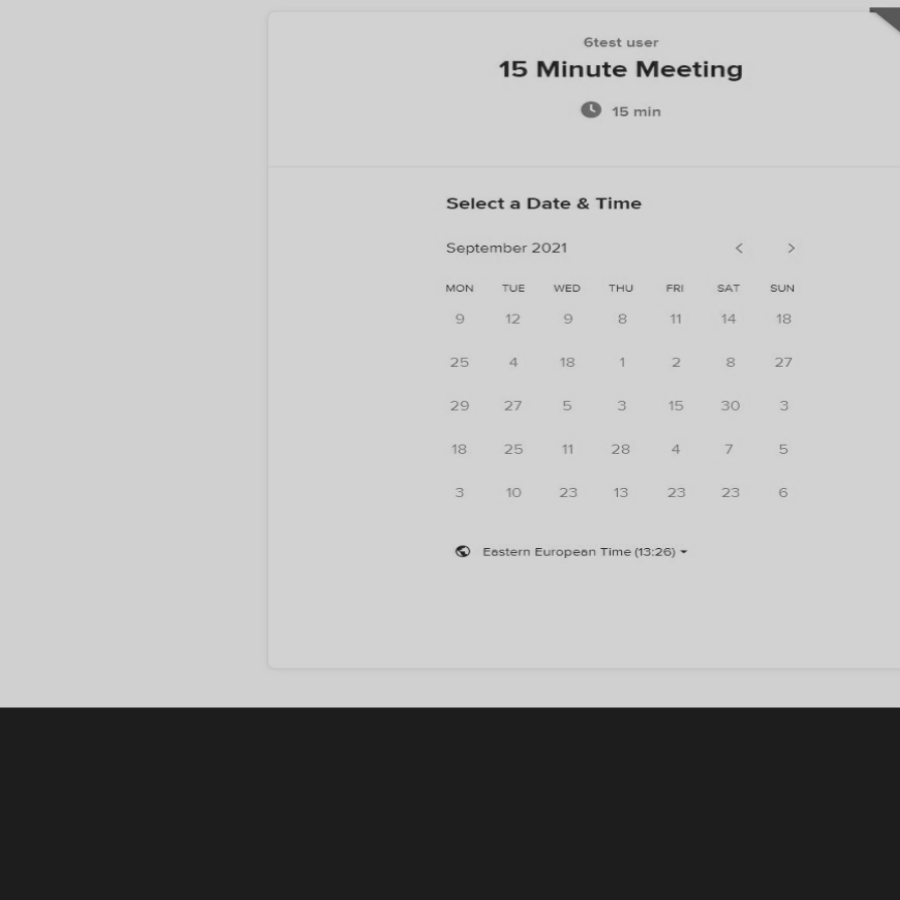 6test user
15 Minute Meeting
15 min
Select a Date & Time
September 2021
MON TUE WED THU FRI SAT SUN
9 12 9 8 11 14 18
25 4 18 1 2 8 27
29 27 5 3 15 30 3
18 25 11 28 4 7 5
3 10 23 13 23 23 6
Eastern European Time (13:26)